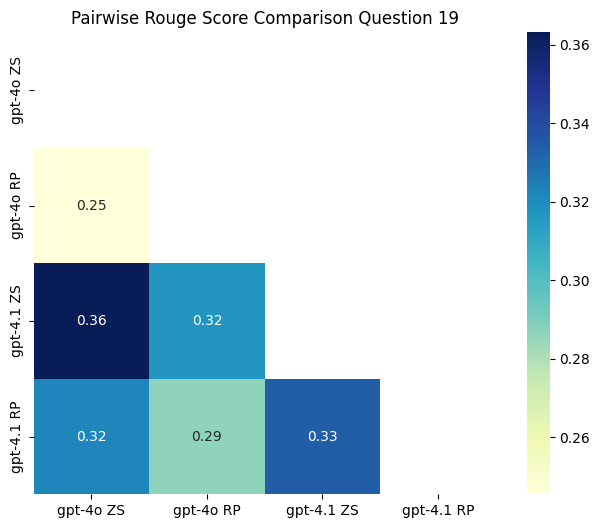 Pairwise Rouge Score Comparison Question 19
gpt-4o ZS
gpt-4o RP
0.25
gpt-4.1 ZS
0.36 0.32
gpt-4.1 RP
0.32 0.29 0.33
gpt-4o ZS gpt-4o RP gpt-4.1 ZS gpt-4.1 RP
0.36
0.34
0.32
0.30
0.28
0.26